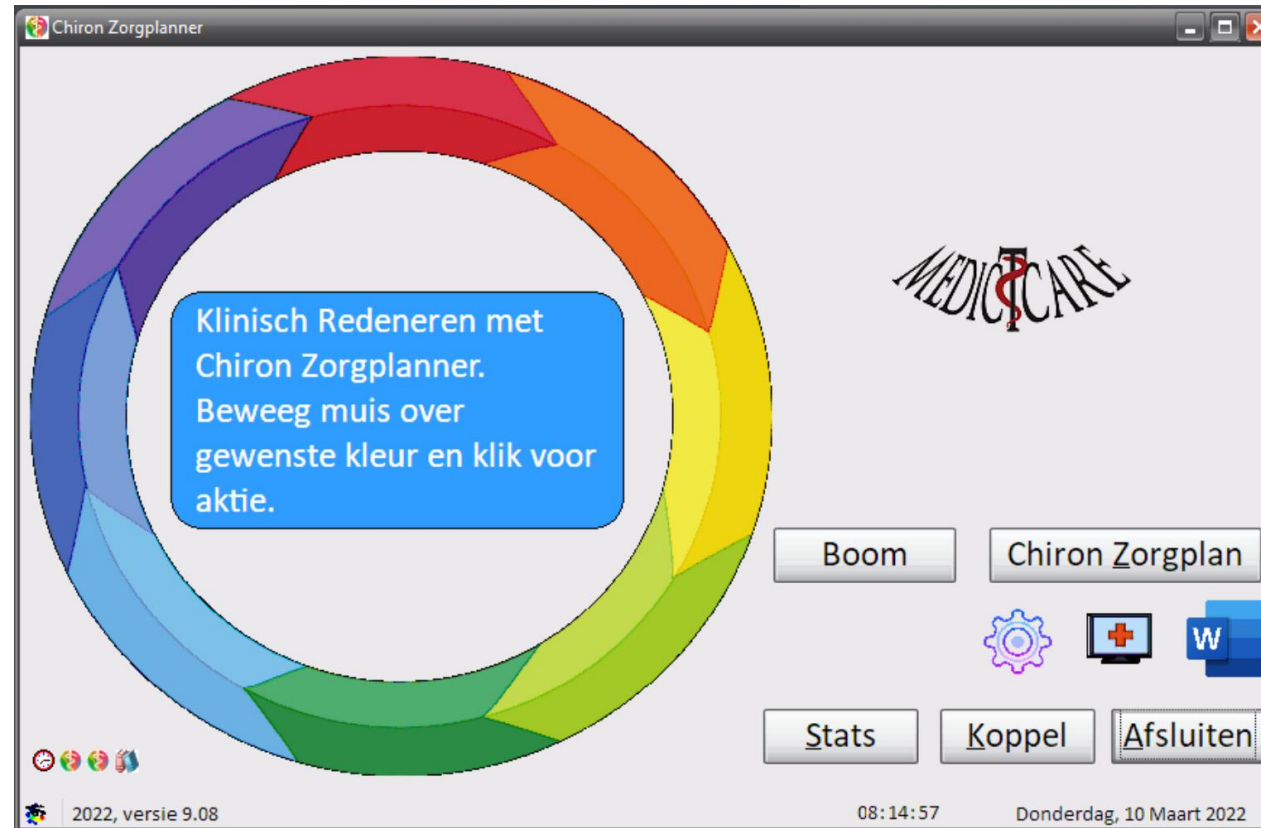 Chiron Zorgplanner
MEDICTCARE
Klinisch Redeneren met
Chiron Zorgplanner.
Beweeg muis over
gewenste kleur en klik voor
aktie.
Boom
Chiron Zorgplan
W
Stats
Koppel
Afsluiten
2022, versie 9.08
08:14:57
Donderdag, 10 Maart 2022